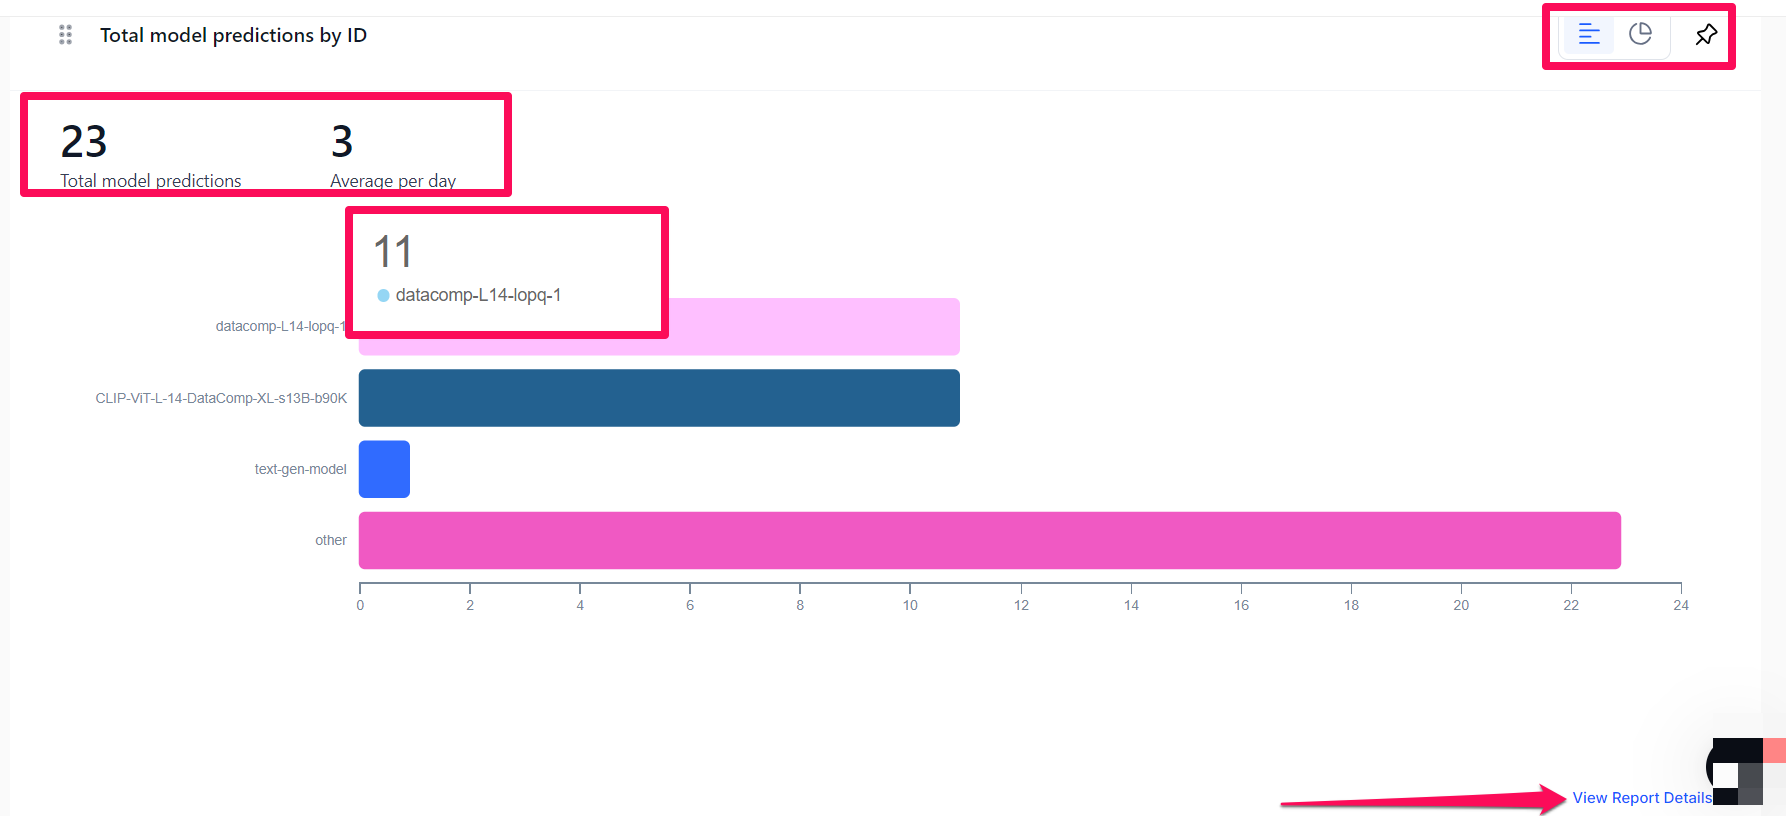 Total model predictions by ID
23
3
Total model predictions
Average per day
11
datacomp-L14-lopq-1
datacomp-L14-lopq-1
CLIP-ViT-L-14-DataComp-XL-s13B-b90K
text-gen-model
other
0 2 4 6 8 10 12 14 16 18 20 22 24
View Report Details